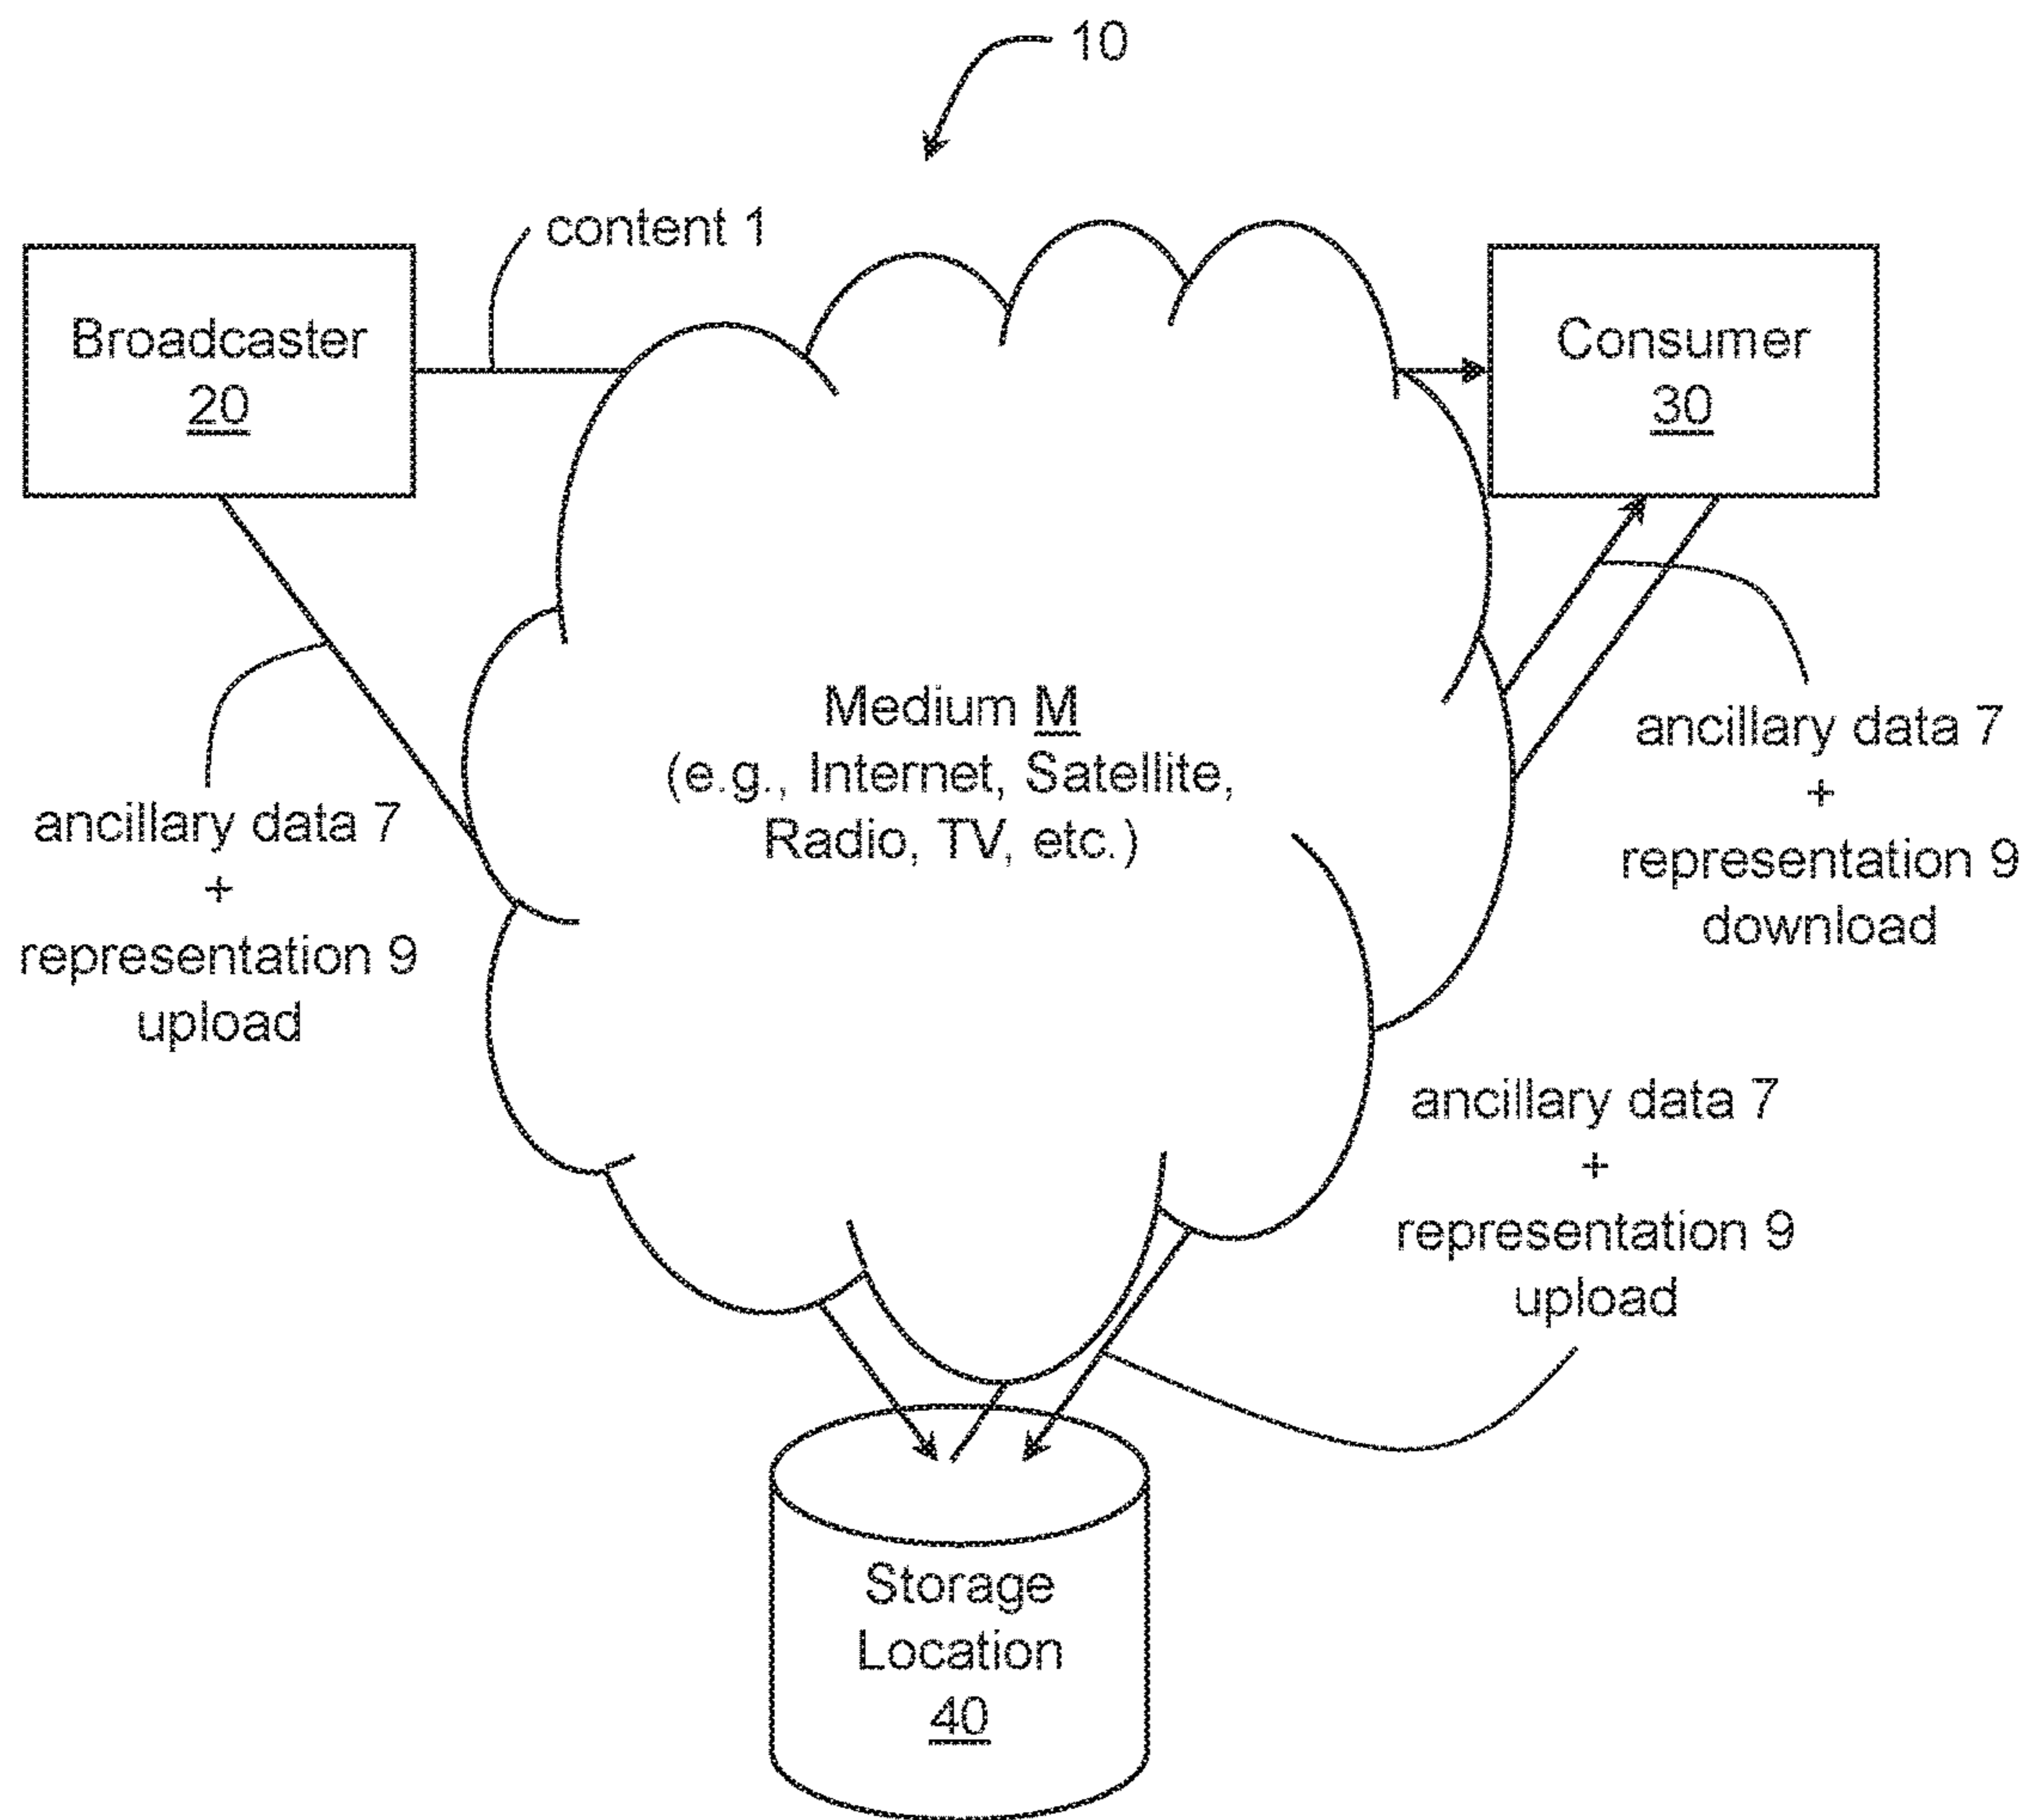 10
content 1
Broadcaster
20
Consumer
30
Medium M
(e.g., Internet, Satellite,
Radio, TV, etc.)
ancillary data 7
+
representation 9
upload
ancillary data 7
+
representation 9
download
ancillary data 7
+
representation 9
upload
Storage
Location
40